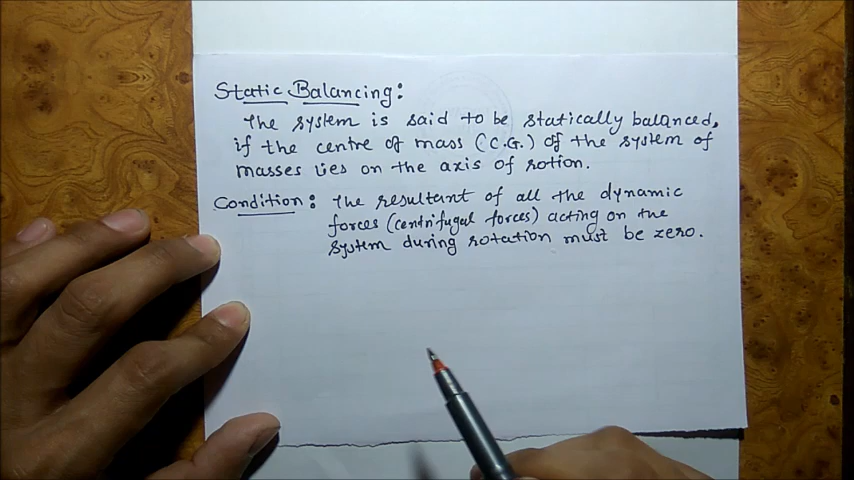 Static Balancing:
The system is said to be statically balanced,
if the centre of mass (C.G.) of the system of
masses lies on the axis of rotion.
Condition: The resultant of all the dynamic
forces (centrifugal forces) acting on the
system during rotation must be zero.